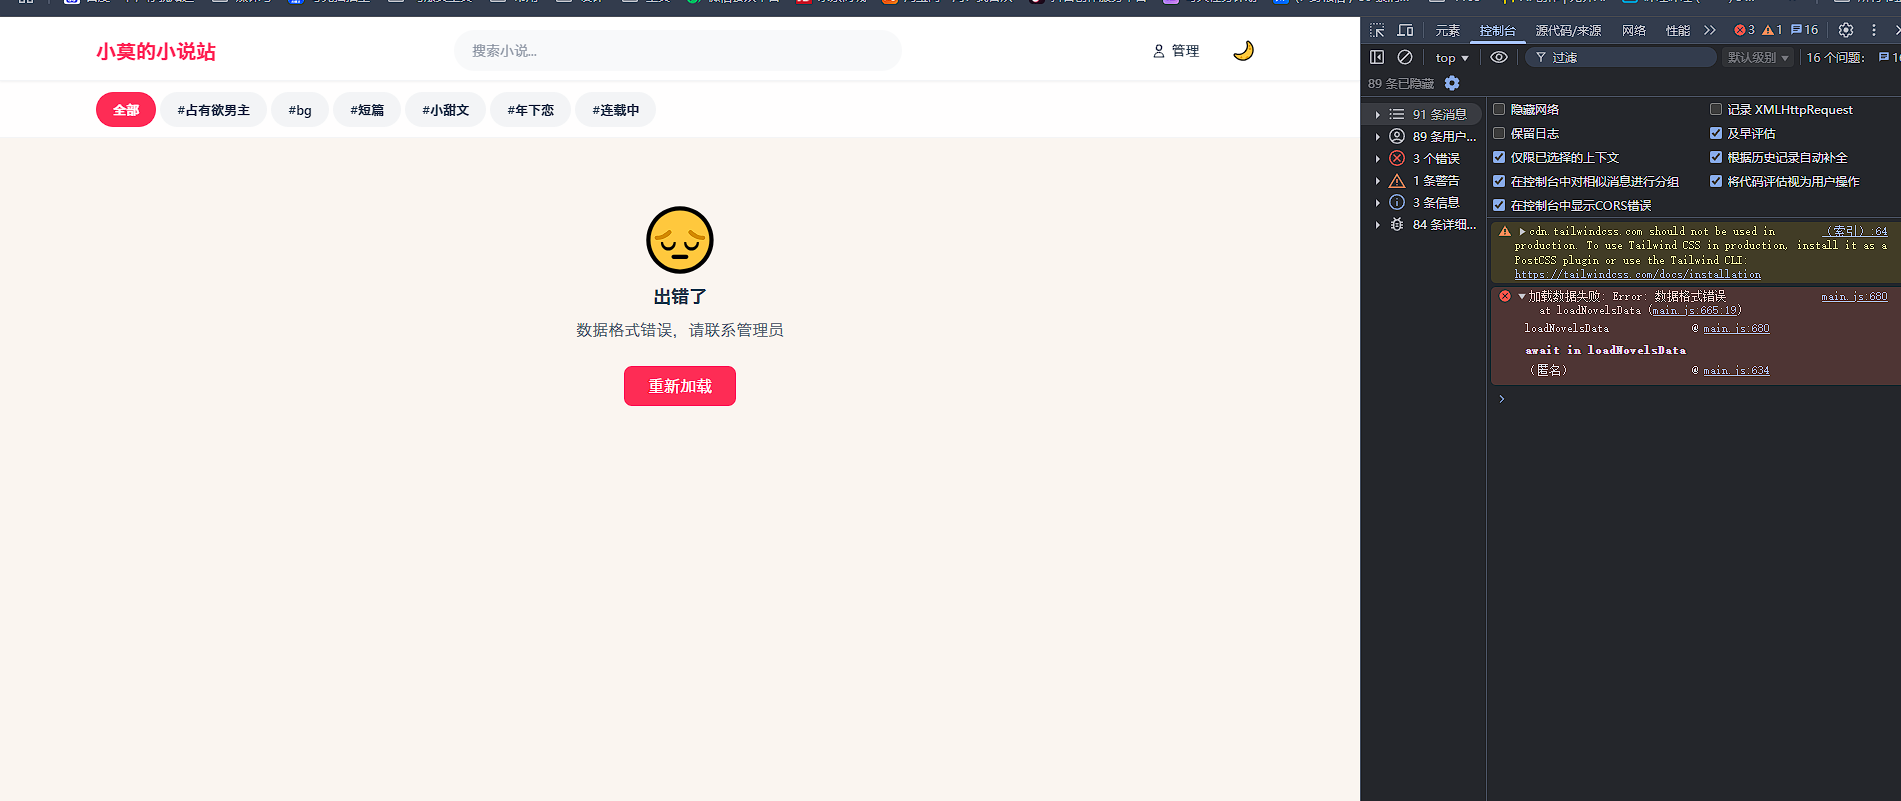 小莫的小说站
搜索小说...
管理
全部
#占有欲男主
#bg
#短篇
#小甜文
#年下恋
#连载中
出错了
数据格式错误，请联系管理员
重新加载
元素
控制台
源代码/来源
网络
性能
3
1
16
top
过滤
默认级别
16 个问题:
89 条已隐藏
91 条消息
89 条用户...
3 个错误
1 条警告
3 条信息
84 条详细...
隐藏网络
记录 XMLHttpRequest
保留日志
及早评估
仅限已选择的上下文
根据历史记录自动补全
在控制台中对相似消息进行分组
将代码评估视为用户操作
在控制台中显示CORS错误
cdn.tailwindcss.com should not be used in （索引）:64
production. To use Tailwind CSS in production, install it as a
PostCSS plugin or use the Tailwind CLI:
https://tailwindcss.com/docs/installation
加载数据失败: Error: 数据格式错误 main.js:680
at loadNovelsData (main.js:665:19)
loadNovelsData @ main.js:680
await in loadNovelsData
（匿名） @ main.js:634